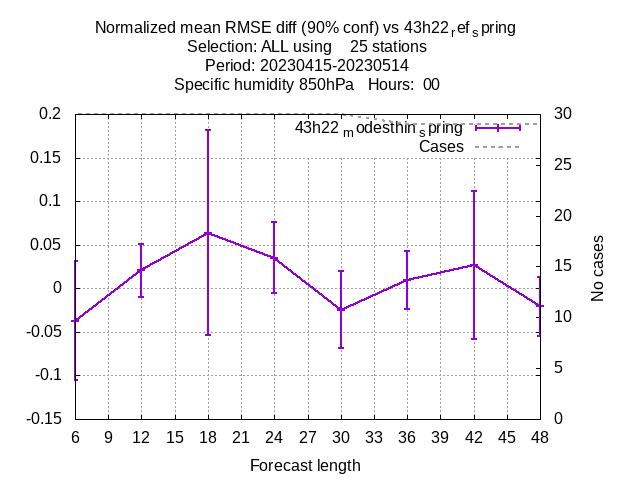 Normalized mean RMSE diff (90% conf) vs 43h22ref spring
Selection: ALL using 25 stations
Period: 20230415-20230514
Specific humidity 850hPa Hours: 00
0.2
0.15
0.1
0.05
0
-0.05
-0.1
-0.15
30
25
20
15
10
5
0
43h22modesthinspring
Cases
No cases
6 9 12 15 18 21 24 27 30 33 36 39 42 45 48
Forecast length